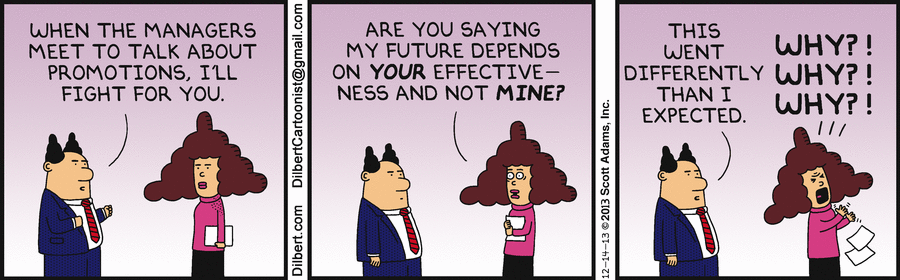 WHEN THE MANAGERS
MEET TO TALK ABOUT
PROMOTIONS, I'LL
FIGHT FOR YOU.
Dilbert.com DilbertCartoonist@gmail.com
ARE YOU SAYING
MY FUTURE DEPENDS
ON YOUR EFFECTIVE-
NESS AND NOT MINE?
12-14-13 © 2013 Scott Adams, Inc.
THIS
WENT
DIFFERENTLY
THAN I
EXPECTED.
WHY?!
WHY?!
WHY?!